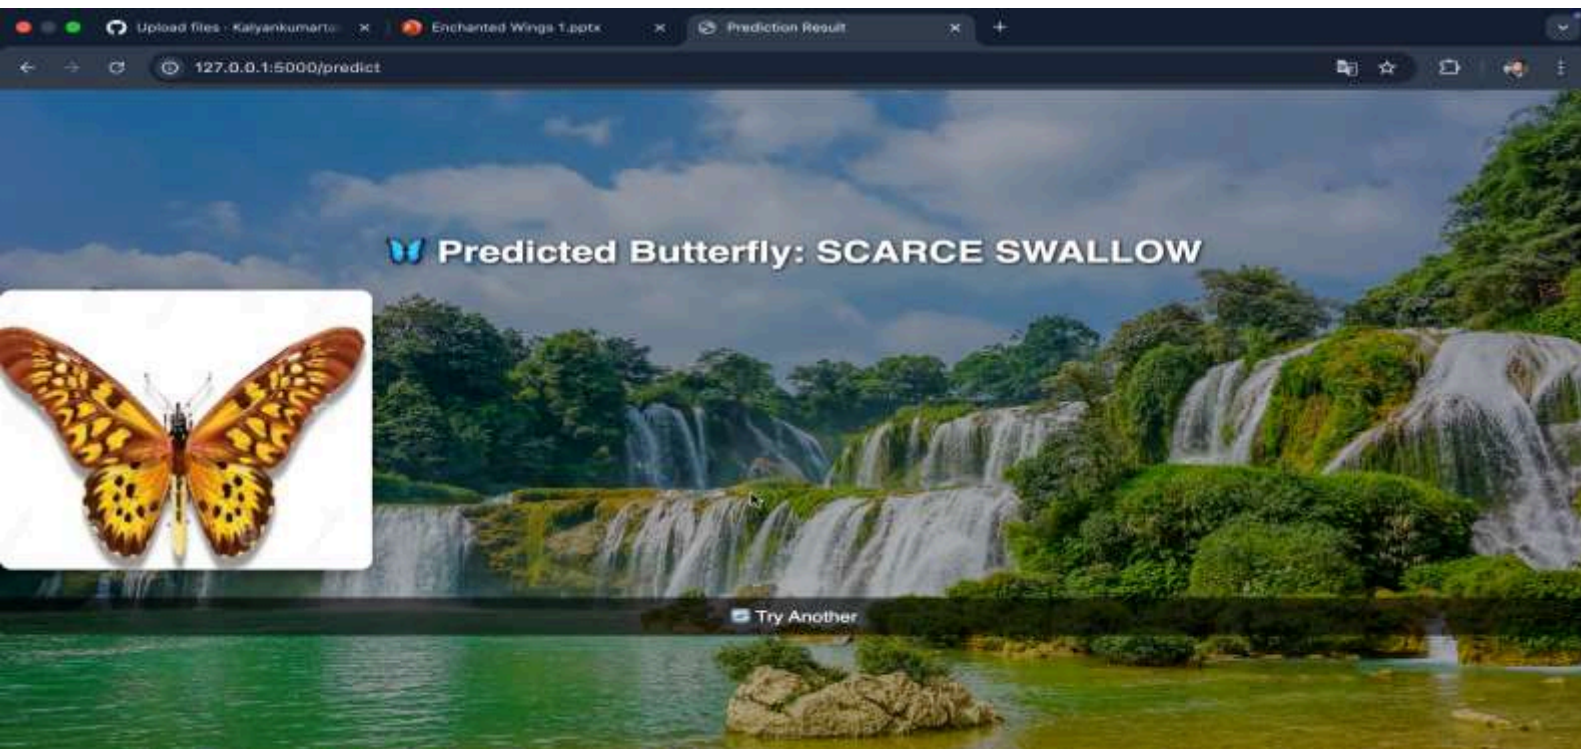 Upload files · Kalyankumarto
Enchanted Wings 1.pptx
Prediction Result
127.0.0.1:5000/predict
🦋 Predicted Butterfly: SCARCE SWALLOW
Try Another